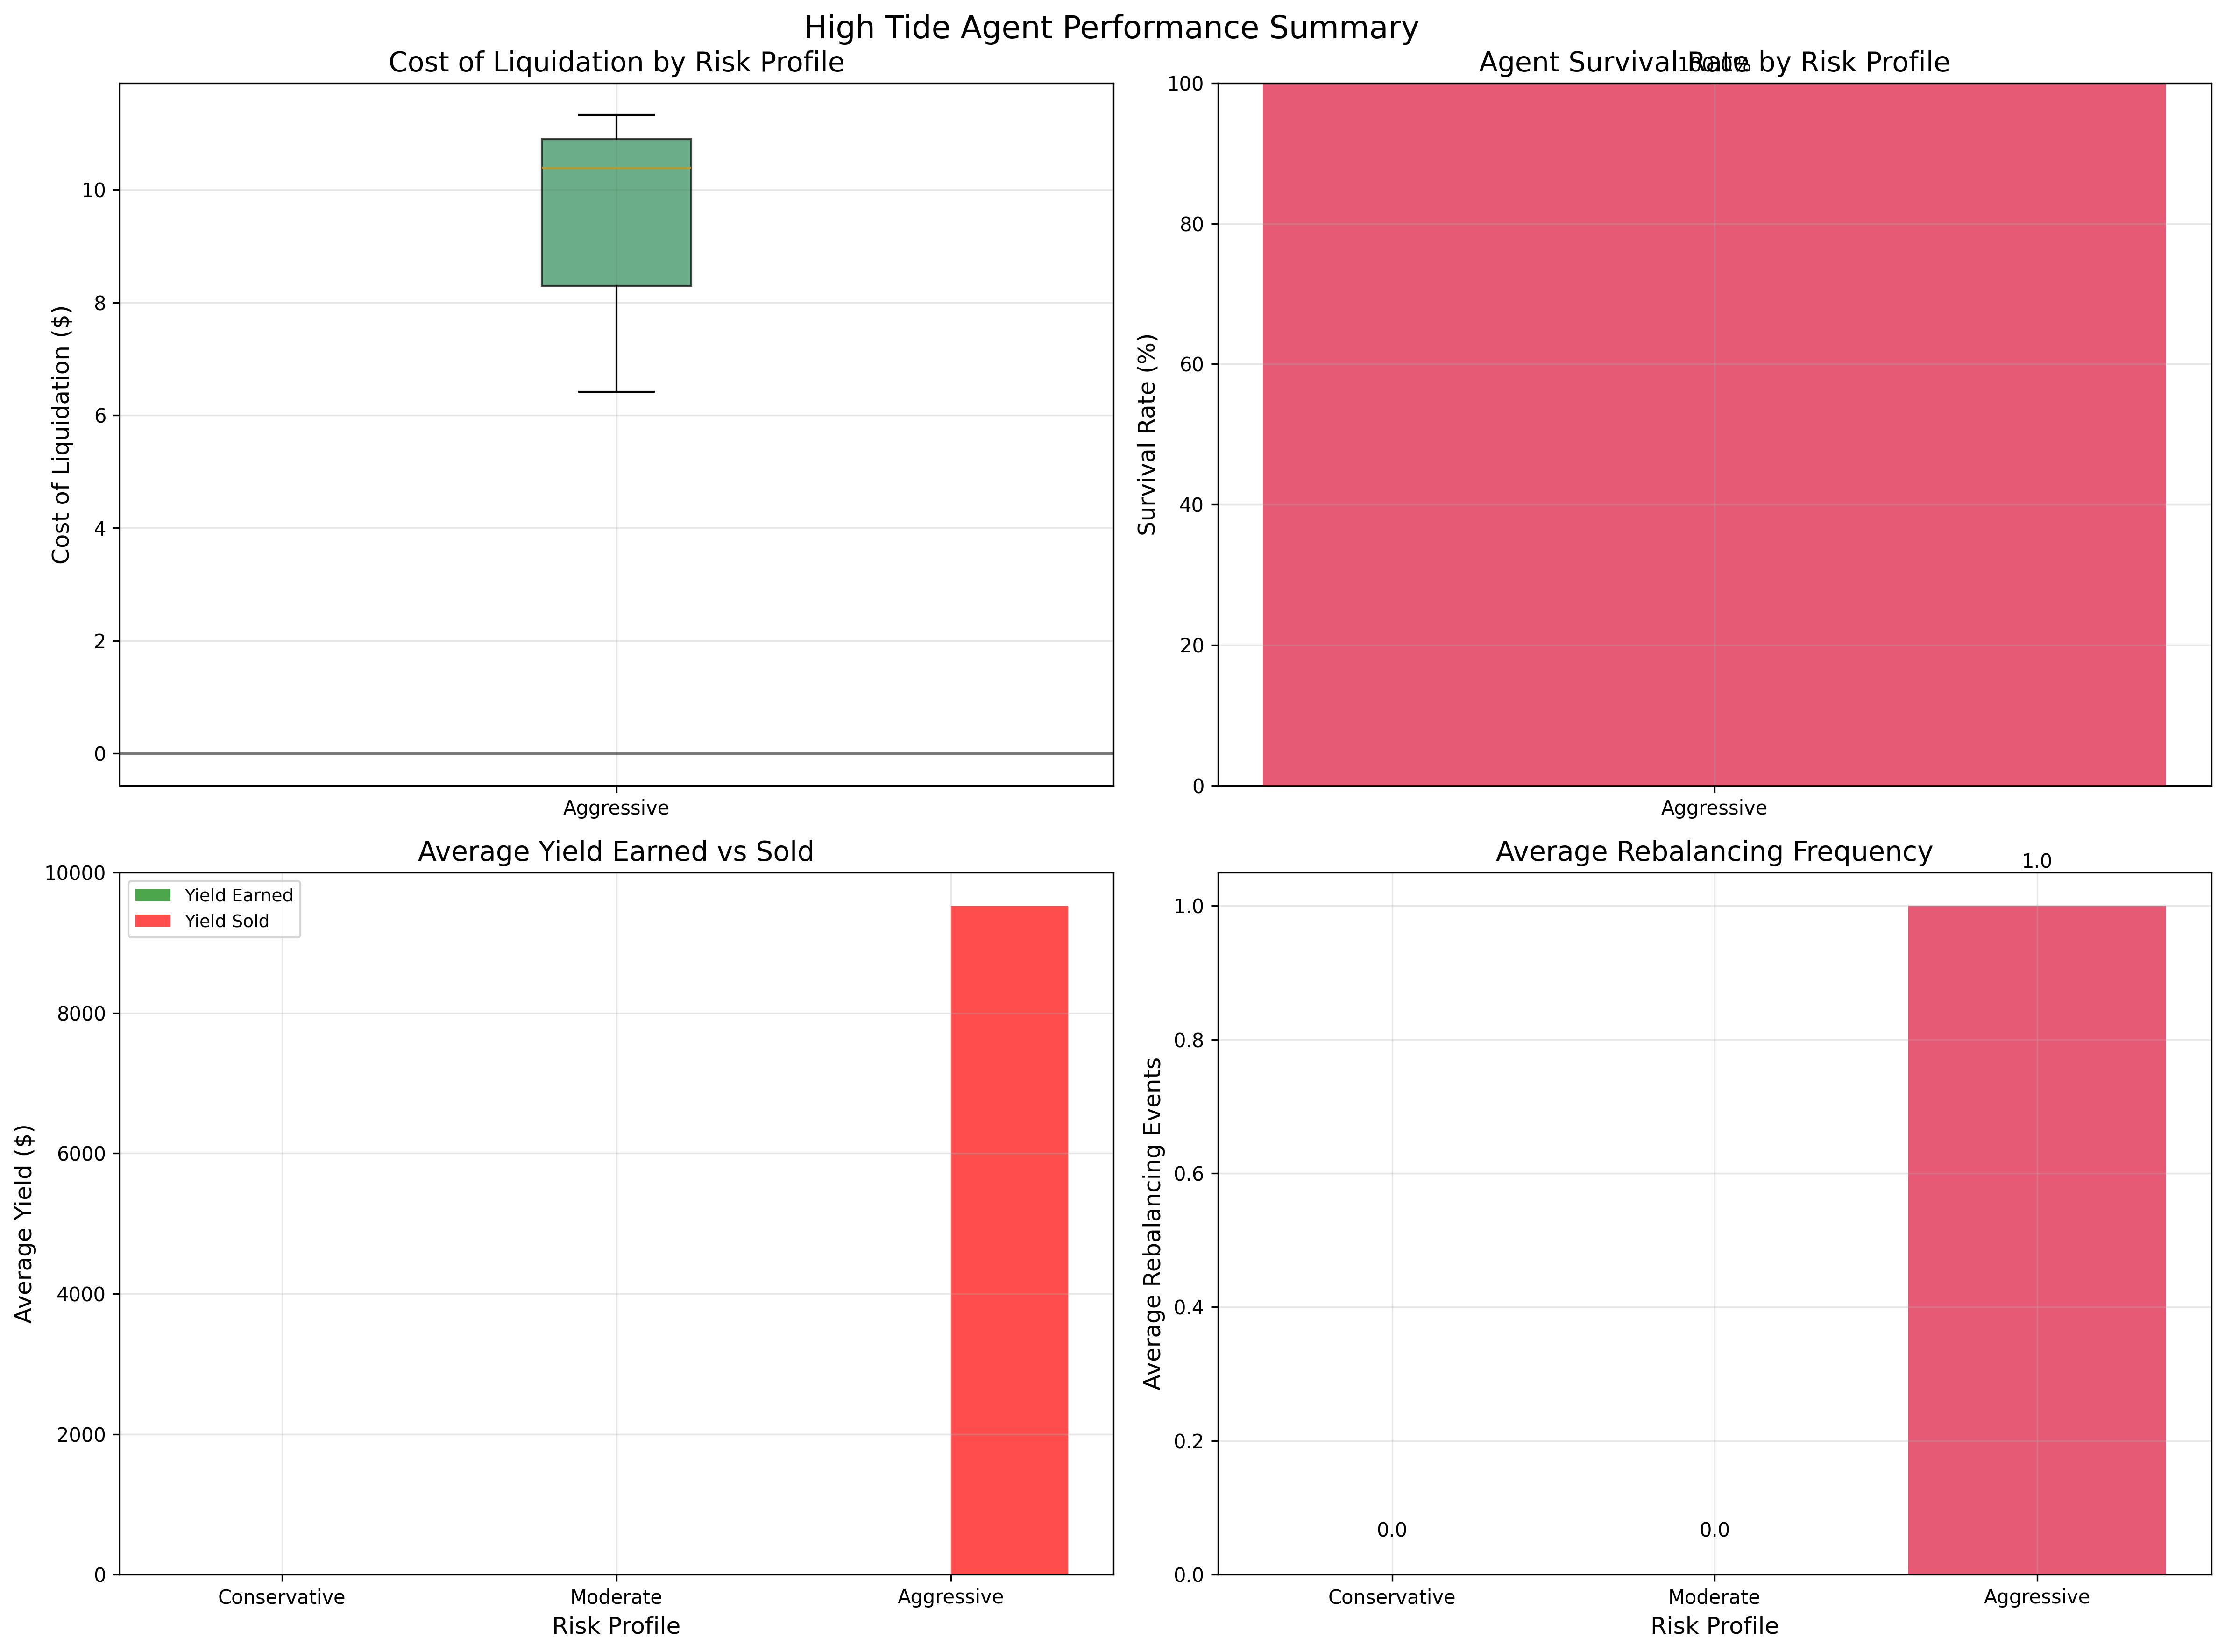 High Tide Agent Performance Summary
Cost of Liquidation by Risk Profile
Cost of Liquidation ($)
10
8
6
4
2
0
Aggressive
Agent Survival Rate by Risk Profile
100.0%
Survival Rate (%)
100
80
60
40
20
0
Aggressive
Average Yield Earned vs Sold
Yield Earned
Yield Sold
Average Yield ($)
10000
8000
6000
4000
2000
0
Conservative Moderate Aggressive
Risk Profile
Average Rebalancing Frequency
1.0
Average Rebalancing Events
1.0
0.8
0.6
0.4
0.2
0.0
0.0 0.0
Conservative Moderate Aggressive
Risk Profile